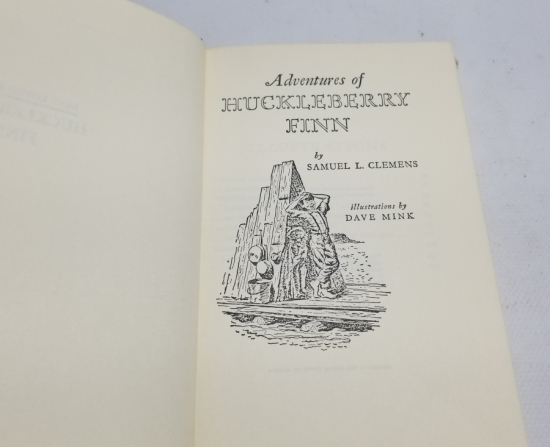 Adventures of
HUCKLEBERRY
FINN
by
SAMUEL L. CLEMENS
illustrations by
DAVE MINK